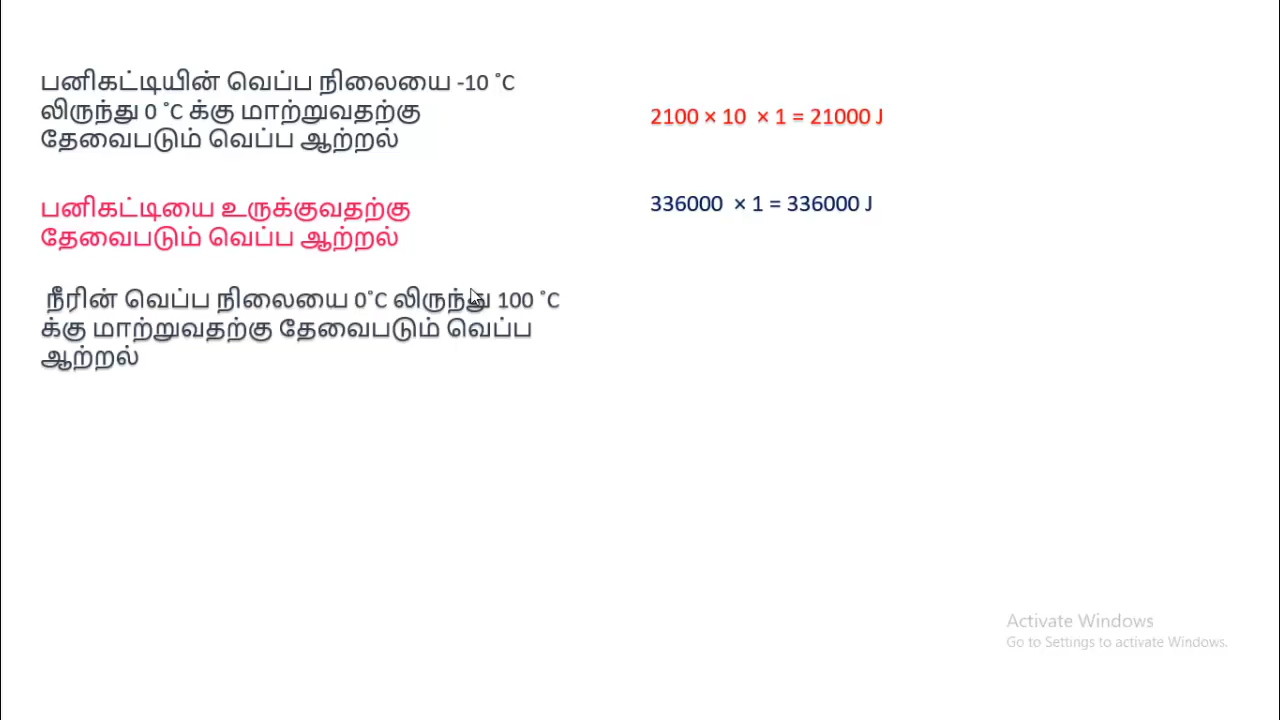 பனிகட்டியின் வெப்ப நிலையை -10 ˚C
லிருந்து 0 ˚C க்கு மாற்றுவதற்கு
தேவைபடும் வெப்ப ஆற்றல்
2100 × 10 × 1 = 21000 J
பனிகட்டியை உருக்குவதற்கு
தேவைபடும் வெப்ப ஆற்றல்
336000 × 1 = 336000 J
நீரின் வெப்ப நிலையை 0˚C லிருந்து 100 ˚C
க்கு மாற்றுவதற்கு தேவைபடும் வெப்ப
ஆற்றல்
Activate Windows
Go to Settings to activate Windows.